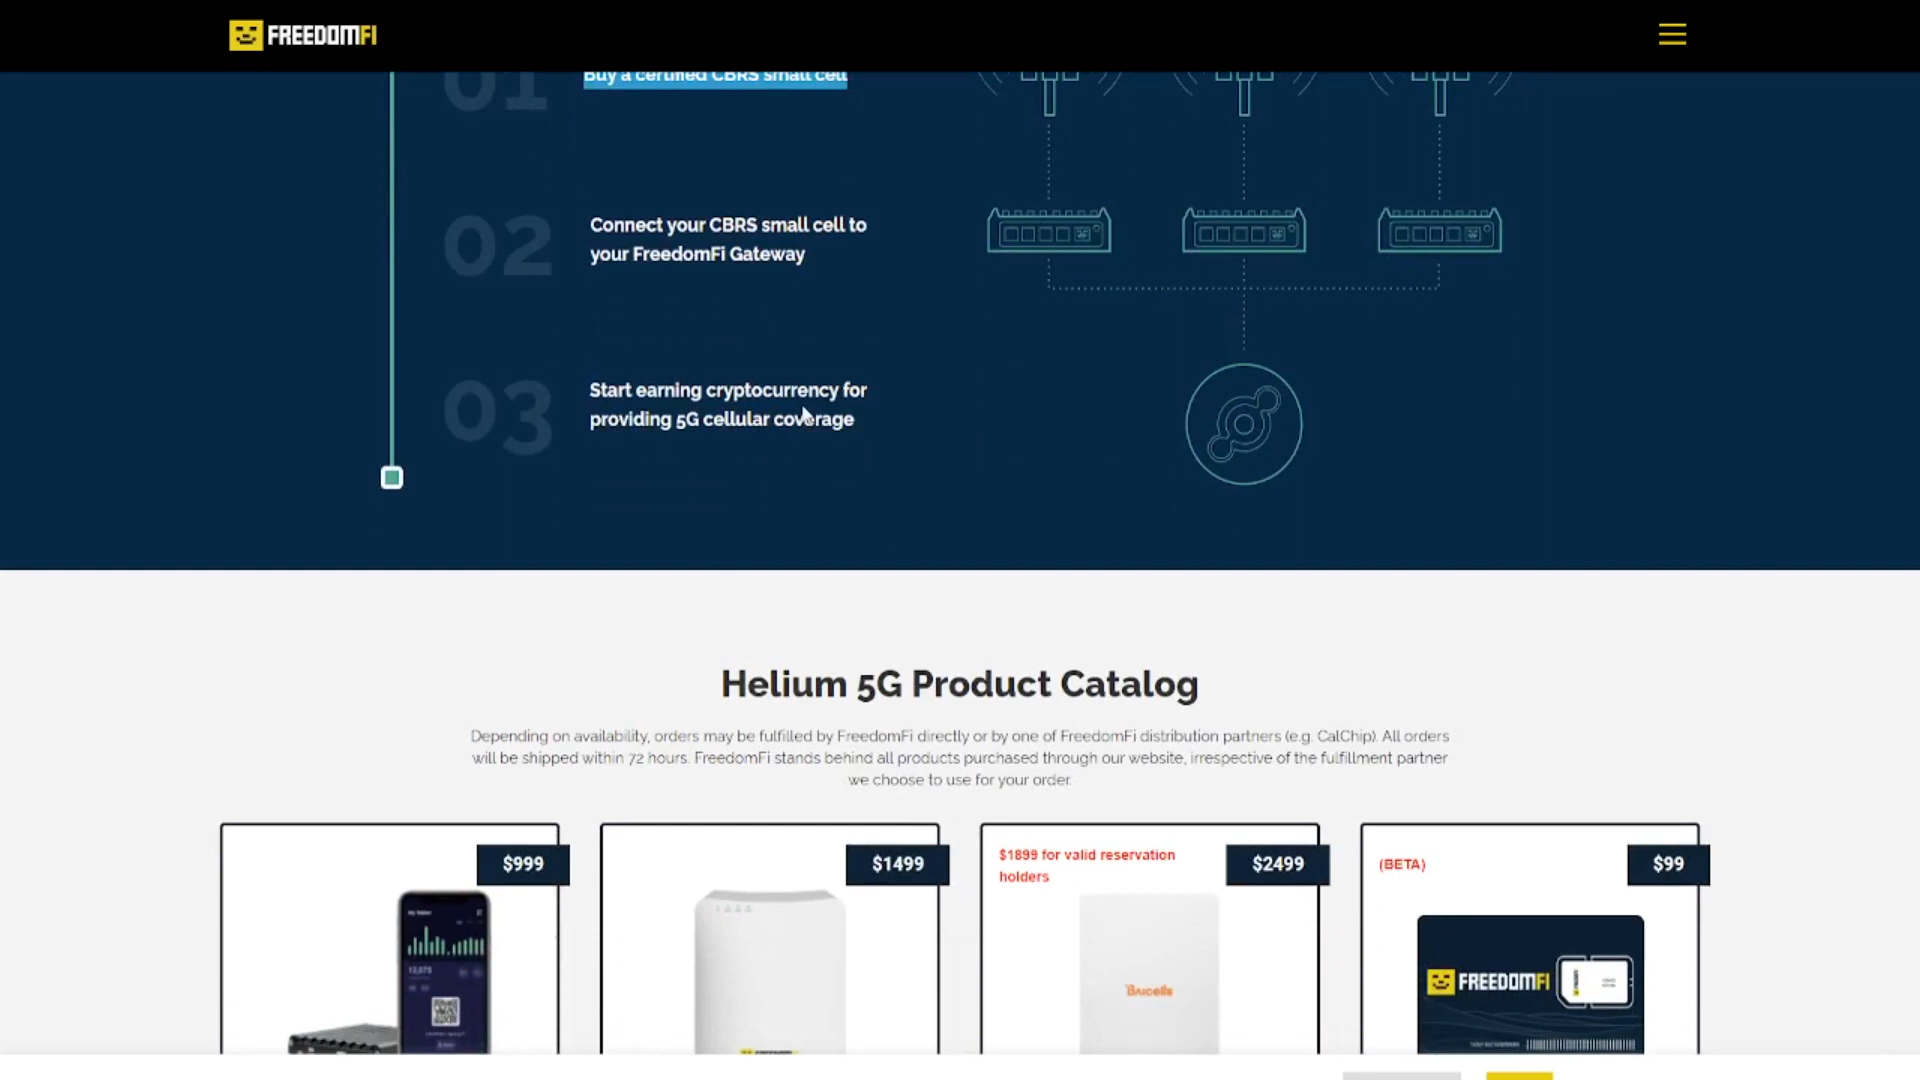 FREEDOMFI
01
Buy a certified CBRS small cell
02
Connect your CBRS small cell to
your FreedomFi Gateway
03
Start earning cryptocurrency for
providing 5G cellular coverage
Helium 5G Product Catalog
Depending on availability, orders may be fulfilled by FreedomFi directly or by one of FreedomFi distribution partners (e.g. CalChip). All orders
will be shipped within 72 hours. FreedomFi stands behind all products purchased through our website, irrespective of the fulfillment partner
we choose to use for your order.
$999
$1499
$1899 for valid reservation
holders
$2499
(BETA)
$99
Baicells
FREEDOMFI